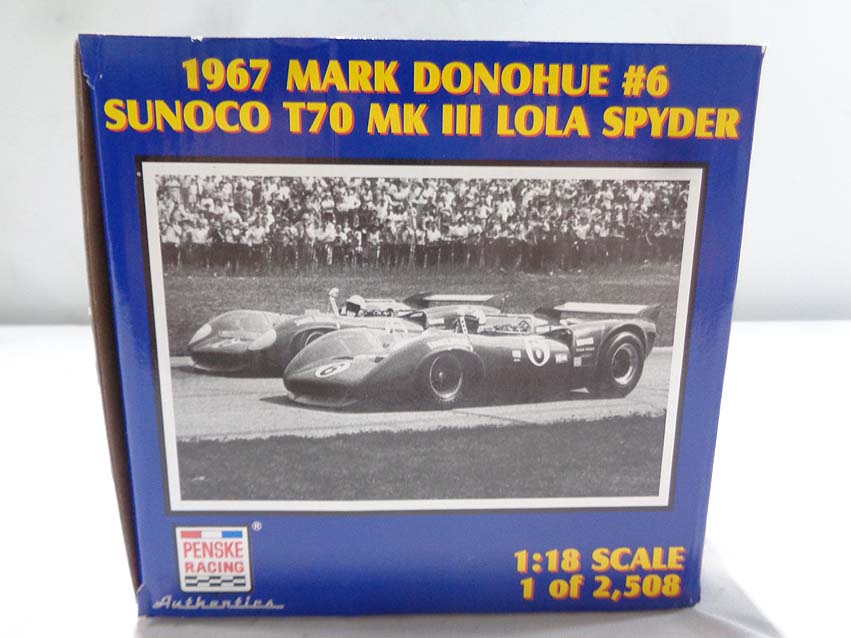 1967 MARK DONOHUE #6
SUNOCO T70 MK III LOLA SPYDER
6
6
PENSKE
RACING
®
Authentics
1:18 SCALE
1 of 2,508